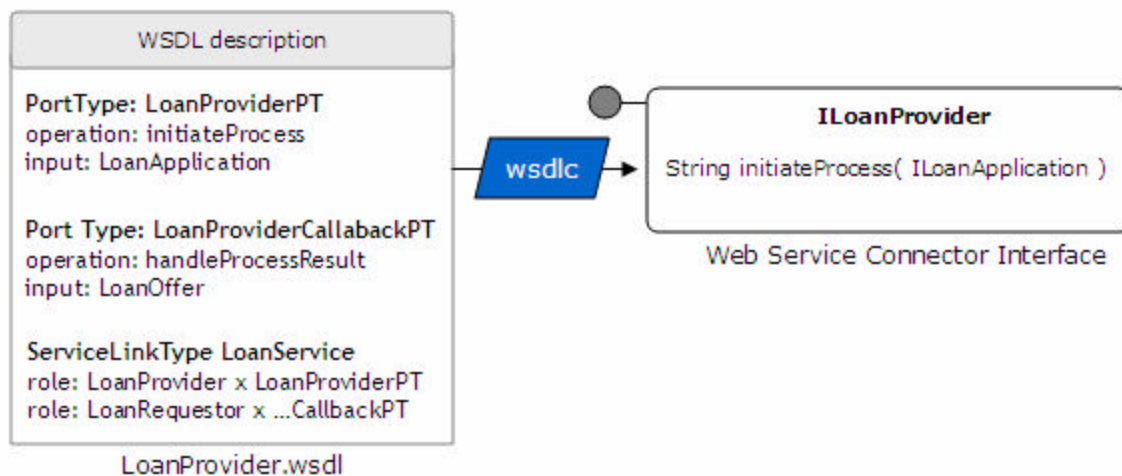 WSDL description
PortType: LoanProviderPT
operation: initiateProcess
input: LoanApplication
Port Type: LoanProviderCallabackPT
operation: handleProcessResult
input: LoanOffer
ServiceLinkType LoanService
role: LoanProvider x LoanProviderPT
role: LoanRequestor x ...CallbackPT
LoanProvider.wsdl
wsdlc
ILoanProvider
String initiateProcess( ILoanApplication )
Web Service Connector Interface